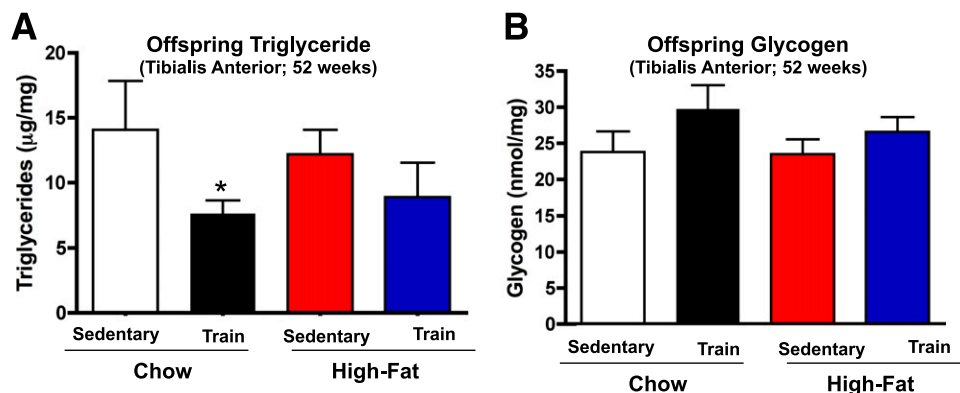 A
Offspring Triglyceride
(Tibialis Anterior; 52 weeks)
Triglycerides (µg/mg)
20
15
10
5
0
*
Sedentary Train Sedentary Train
Chow High-Fat
B
Offspring Glycogen
(Tibialis Anterior; 52 weeks)
Glycogen (nmol/mg)
35
30
25
20
15
10
5
0
Sedentary Train Sedentary Train
Chow High-Fat